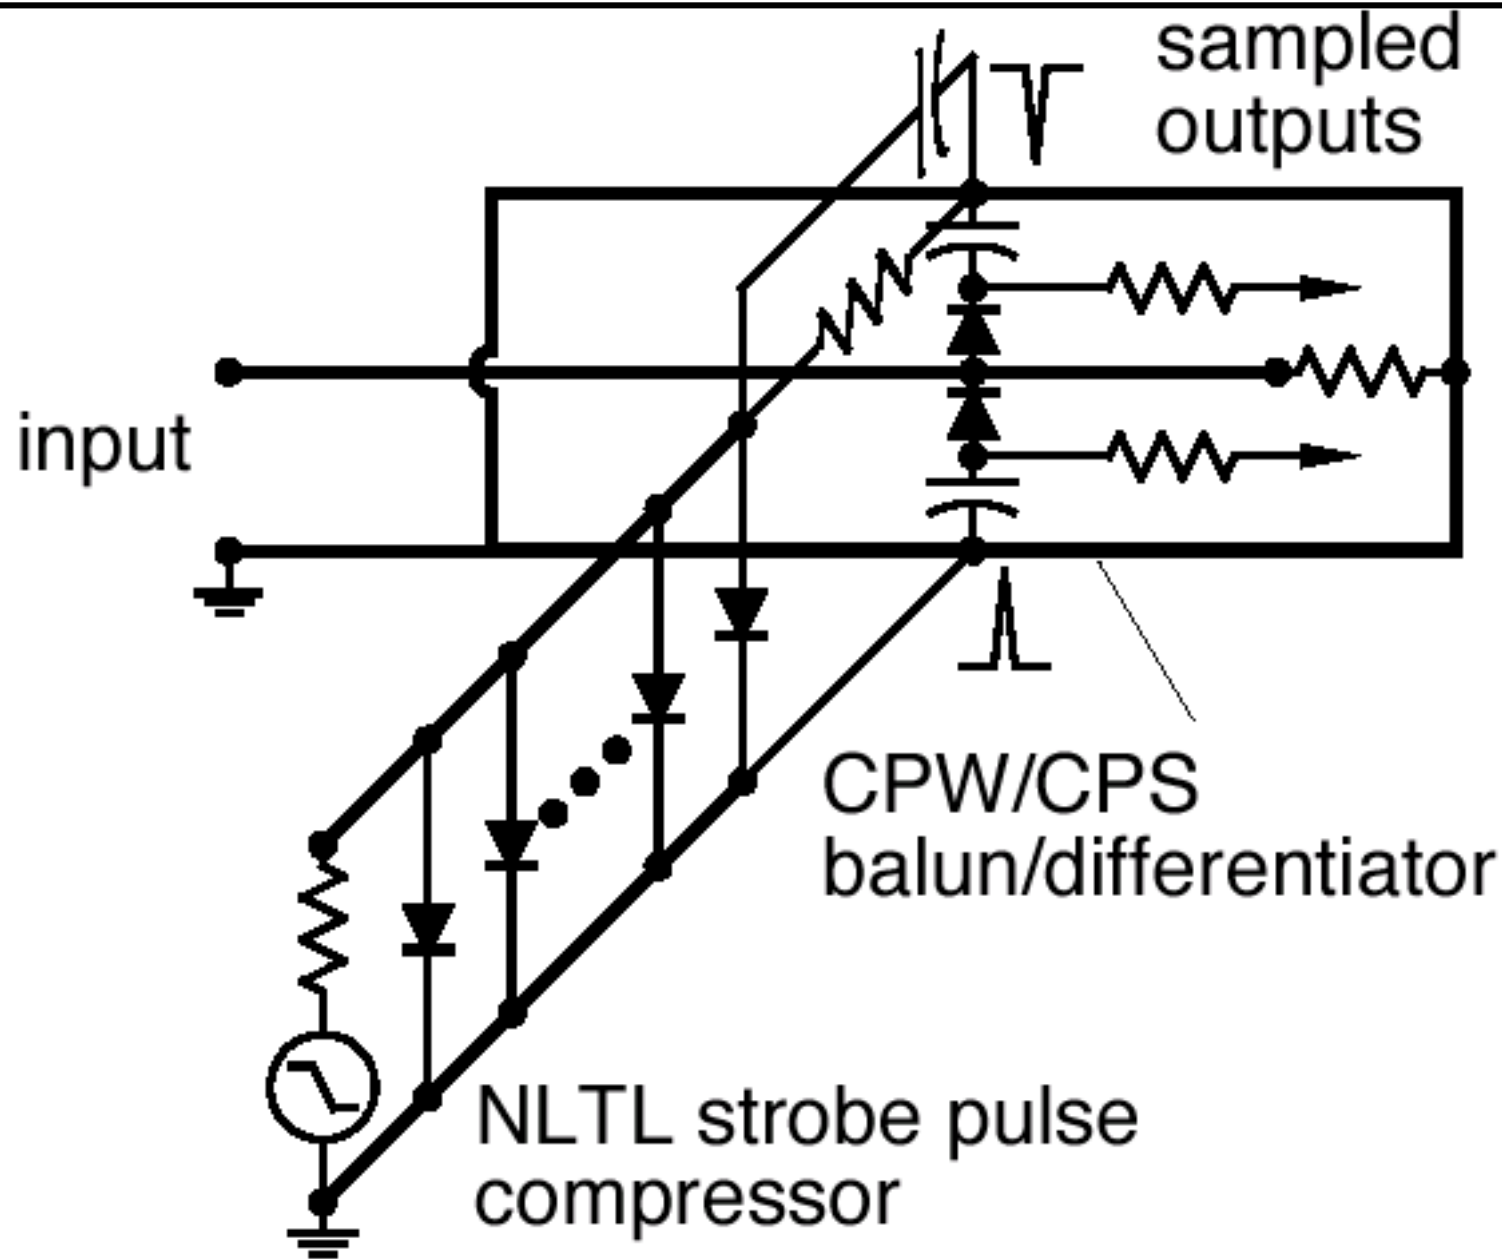 sampled
outputs
input
CPW/CPS
balun/differentiator
NLTL strobe pulse
compressor